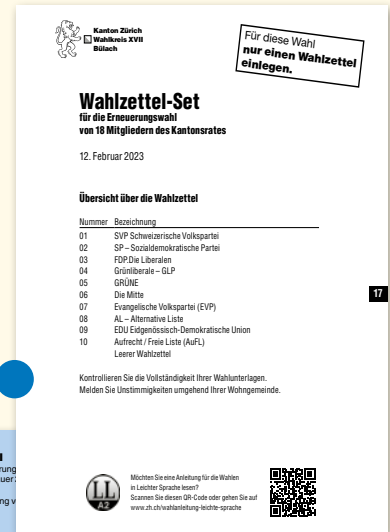 Kanton Zürich
Wahlkreis XVII
Bülach
Für diese Wahl
nur einen Wahlzettel
einlegen.
Wahlzettel-Set
für die Erneuerungswahl
von 18 Mitgliedern des Kantonsrates
12. Februar 2023
Übersicht über die Wahlzettel
Nummer Bezeichnung
01 SVP Schweizerische Volkspartei
02 SP – Sozialdemokratische Partei
03 FDP.Die Liberalen
04 Grünliberale – GLP
05 GRÜNE
06 Die Mitte
07 Evangelische Volkspartei (EVP)
08 AL – Alternative Liste
09 EDU Eidgenössisch-Demokratische Union
10 Aufrecht / Freie Liste (AuFL)
Leerer Wahlzettel
17
Kontrollieren Sie die Vollständigkeit Ihrer Wahlunterlagen.
Melden Sie Unstimmigkeiten umgehend Ihrer Wohngemeinde.
LL
A2
Möchten Sie eine Anleitung für die Wahlen
in Leichter Sprache lesen?
Scannen Sie diesen QR-Code oder gehen Sie auf
www.zh.ch/wahlanleitung-leichte-sprache